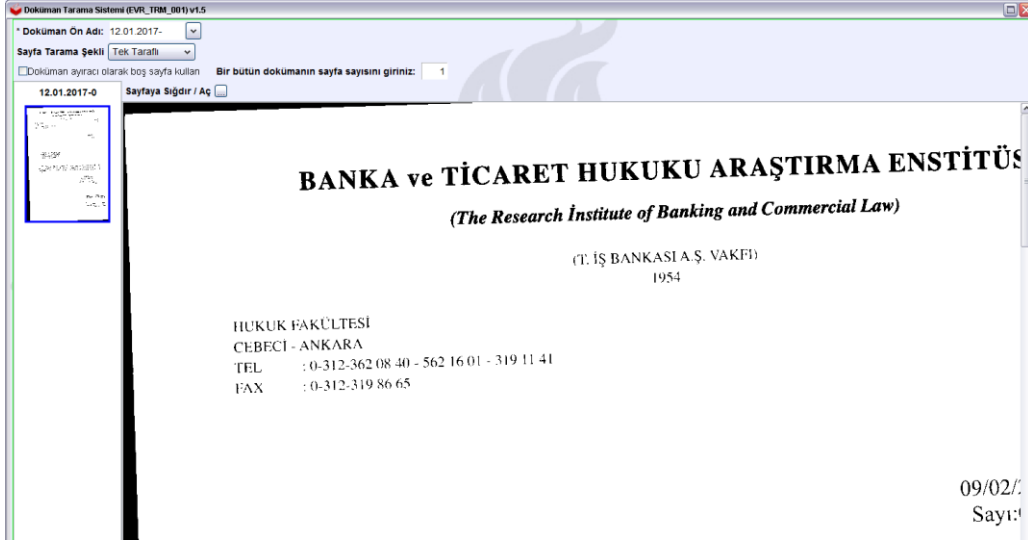 Doküman Tarama Sistemi (EVR_TRM_001) v1.5
* Doküman Ön Adı: 12.01.2017-
Sayfa Tarama Şekli Tek Taraflı
Doküman ayıracı olarak boş sayfa kullan Bir bütün dokümanın sayfa sayısını giriniz: 1
12.01.2017-0 Sayfaya Sığdır / Aç
BANKA ve TİCARET HUKUKU ARAŞTIRMA ENSTİTÜS
(The Research İnstitute of Banking and Commercial Law)
(T. İŞ BANKASI A.Ş. VAKFI)
1954
HUKUK FAKÜLTESİ
CEBECİ - ANKARA
TEL : 0-312-362 08 40 - 562 16 01 - 319 11 41
FAX : 0-312-319 86 65
09/02/
Sayı: